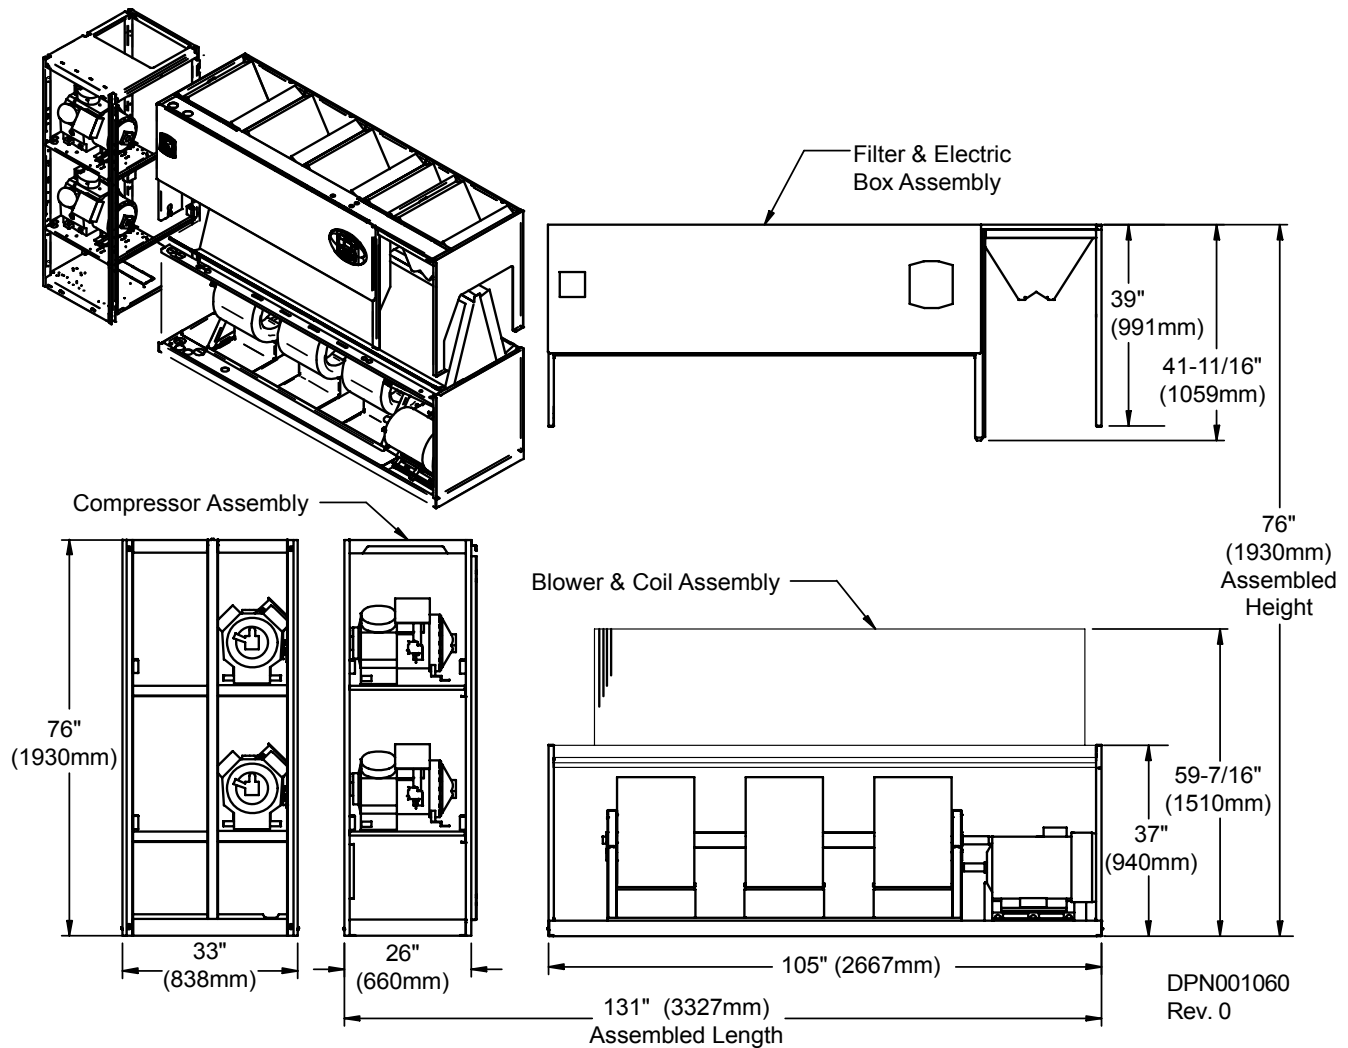 Filter & Electric
Box Assembly
39"
(991mm)
41-11/16"
(1059mm)
Compressor Assembly
76"
(1930mm)
Assembled
Height
Blower & Coil Assembly
76"
(1930mm)
59-7/16"
(1510mm)
37"
(940mm)
33"
(838mm)
26"
(660mm)
105" (2667mm)
131" (3327mm)
Assembled Length
DPN001060
Rev. 0